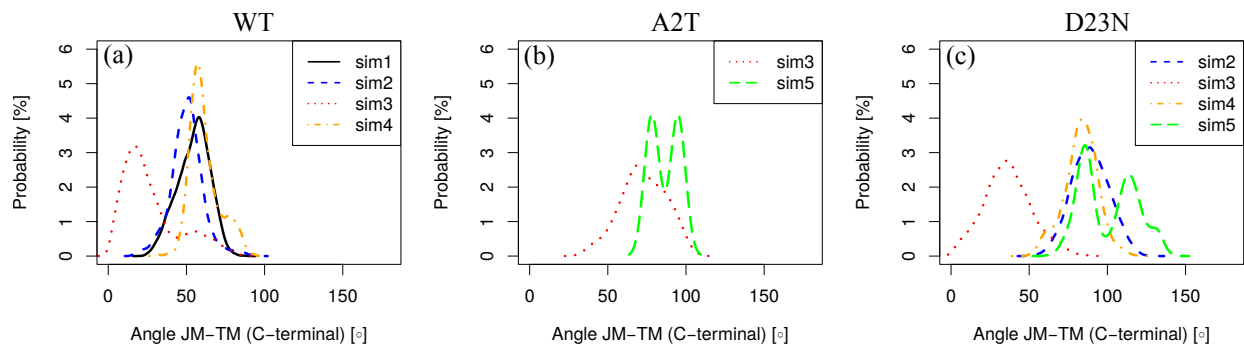 WT
A2T
D23N
(a)
sim1
sim2
sim3
sim4
Probability [%]
0
1
2
3
4
5
6
0
50
100
150
Angle JM−TM (C−terminal) [○]
(b)
sim3
sim5
Probability [%]
0
1
2
3
4
5
6
0
50
100
150
Angle JM−TM (C−terminal) [○]
(c)
sim2
sim3
sim4
sim5
Probability [%]
0
1
2
3
4
5
6
0
50
100
150
Angle JM−TM (C−terminal) [○]